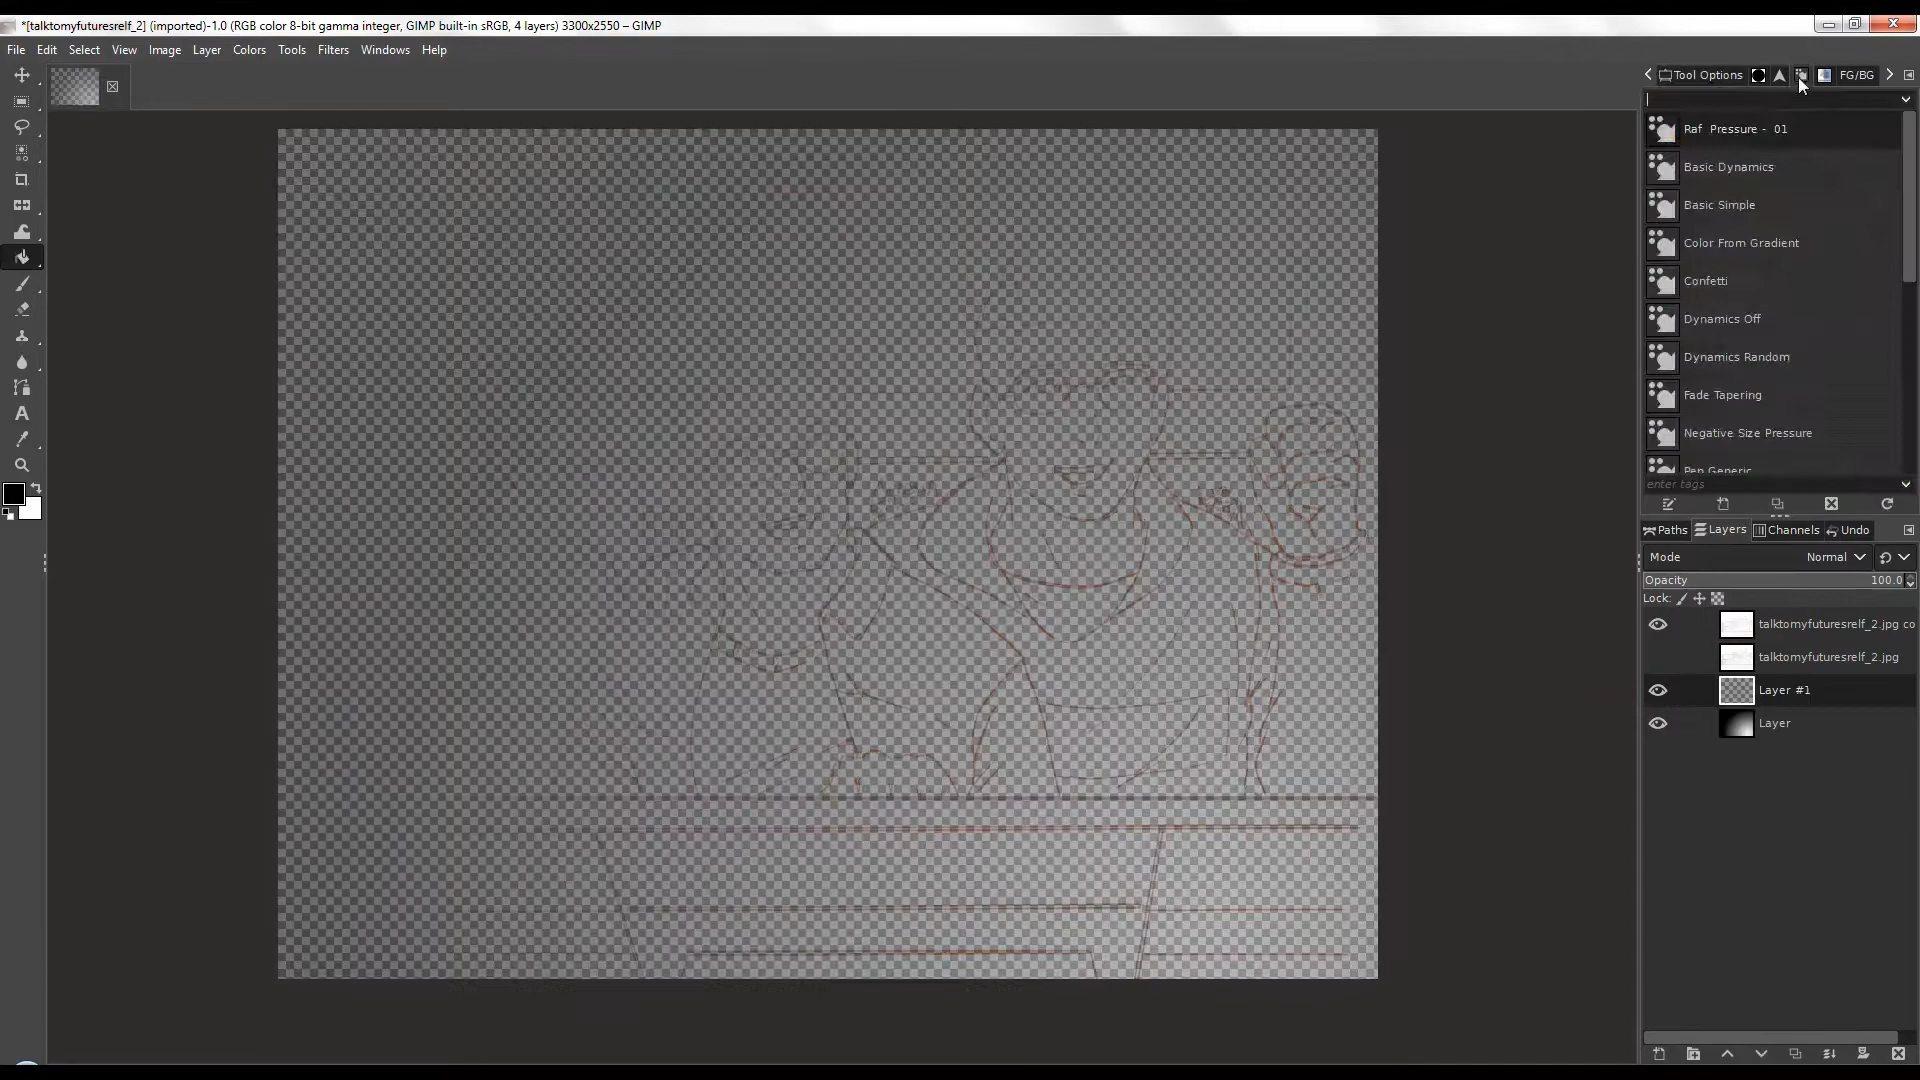 *[talktomyfuturesrelf_2] (imported)-1.0 (RGB color 8-bit gamma integer, GIMP built-in sRGB, 4 layers) 3300x2550 – GIMP
File Edit Select View Image Layer Colors Tools Filters Windows Help
Tool Options FG/BG
Raf Pressure - 01
Basic Dynamics
Basic Simple
Color From Gradient
Confetti
Dynamics Off
Dynamics Random
Fade Tapering
Negative Size Pressure
Pen Generic
enter tags
Paths Layers Channels Undo
Mode Normal
Opacity 100.0
Lock:
talktomyfuturesrelf_2.jpg co
talktomyfuturesrelf_2.jpg
Layer #1
Layer